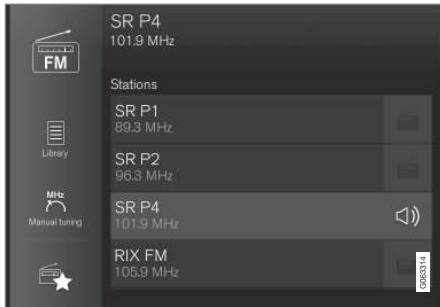 SR P4
101.9 MHz
FM
Stations
SR P1
89.3 MHz
Library
SR P2
96.3 MHz
MHz
Manual tuning
SR P4
101.9 MHz
RIX FM
105.9 MHz
G063314